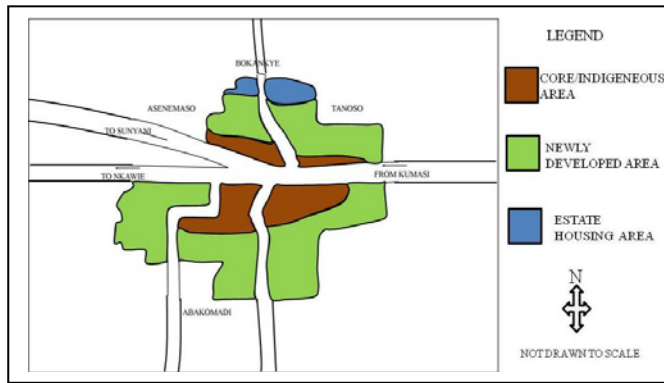 BOKANKYE
ASENEMASO
TANOSO
TO SUNYANI
TO NKAWIE
FROM KUMASI
ABAKOMADI
LEGEND
CORE/INDIGENEOUS
AREA
NEWLY
DEVELOPED AREA
ESTATE
HOUSING AREA
N
NOT DRAWN TO SCALE